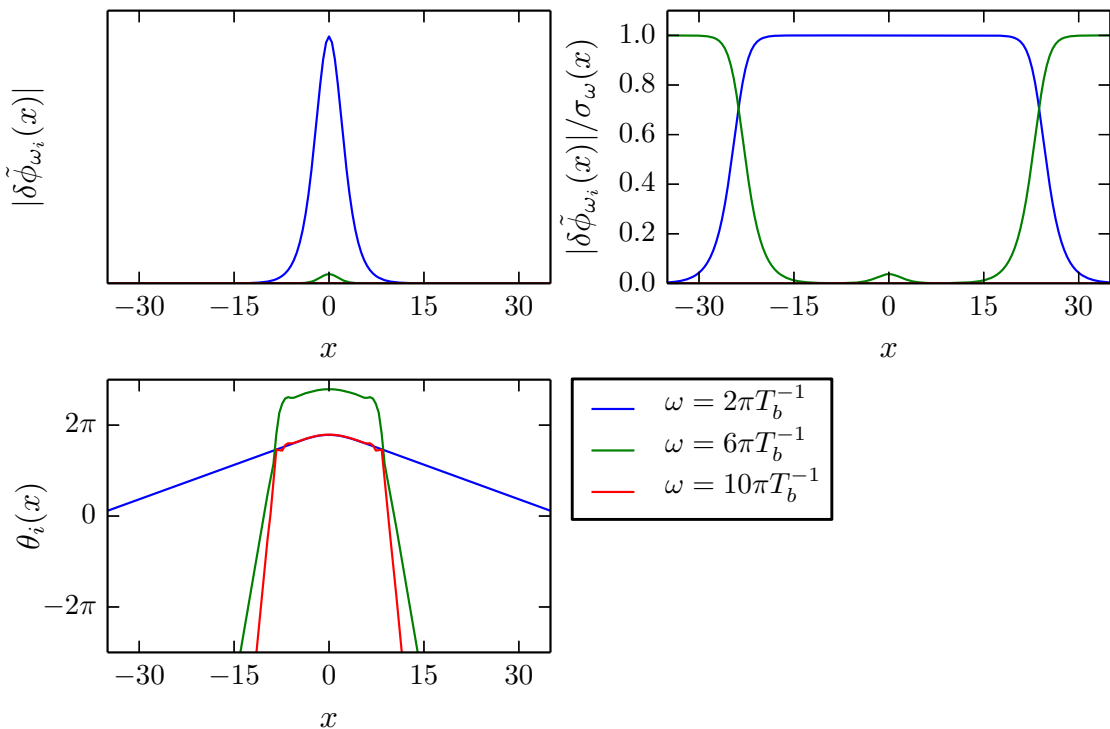 |δφ̃_{ω_i}(x)|
−30 −15 0 15 30
x
|δφ̃_{ω_i}(x)|/σ_ω(x)
1.0
0.8
0.6
0.4
0.2
0.0
−30 −15 0 15 30
x
θ_i(x)
2π
0
−2π
−30 −15 0 15 30
x
ω = 2πT_b^{−1}
ω = 6πT_b^{−1}
ω = 10πT_b^{−1}